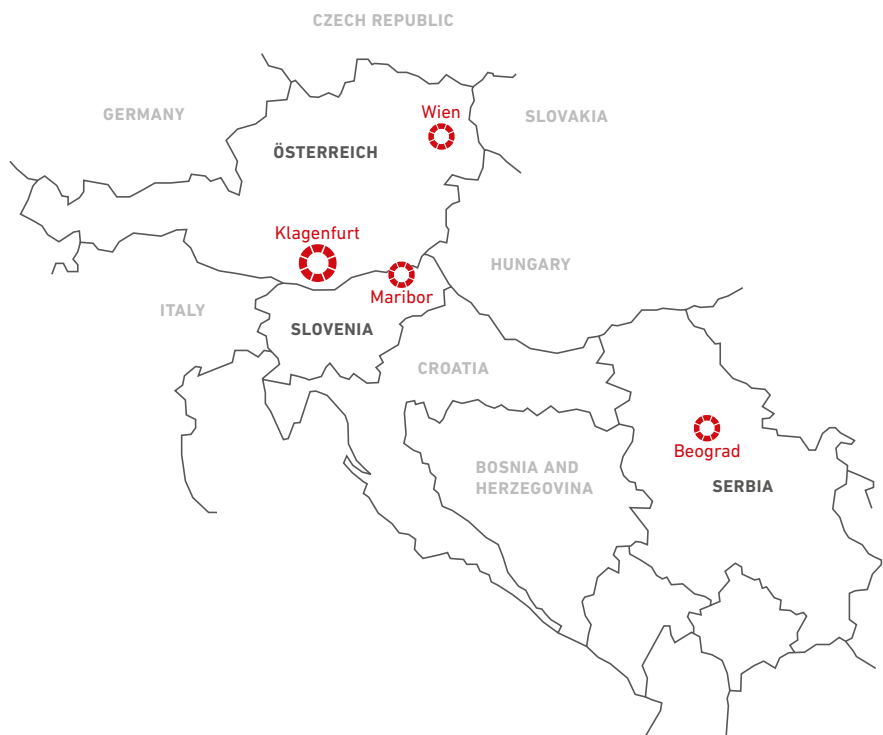 CZECH REPUBLIC
GERMANY
Wien
SLOVAKIA
ÖSTERREICH
Klagenfurt
HUNGARY
Maribor
ITALY
SLOVENIA
CROATIA
Beograd
BOSNIA AND
HERZEGOVINA
SERBIA